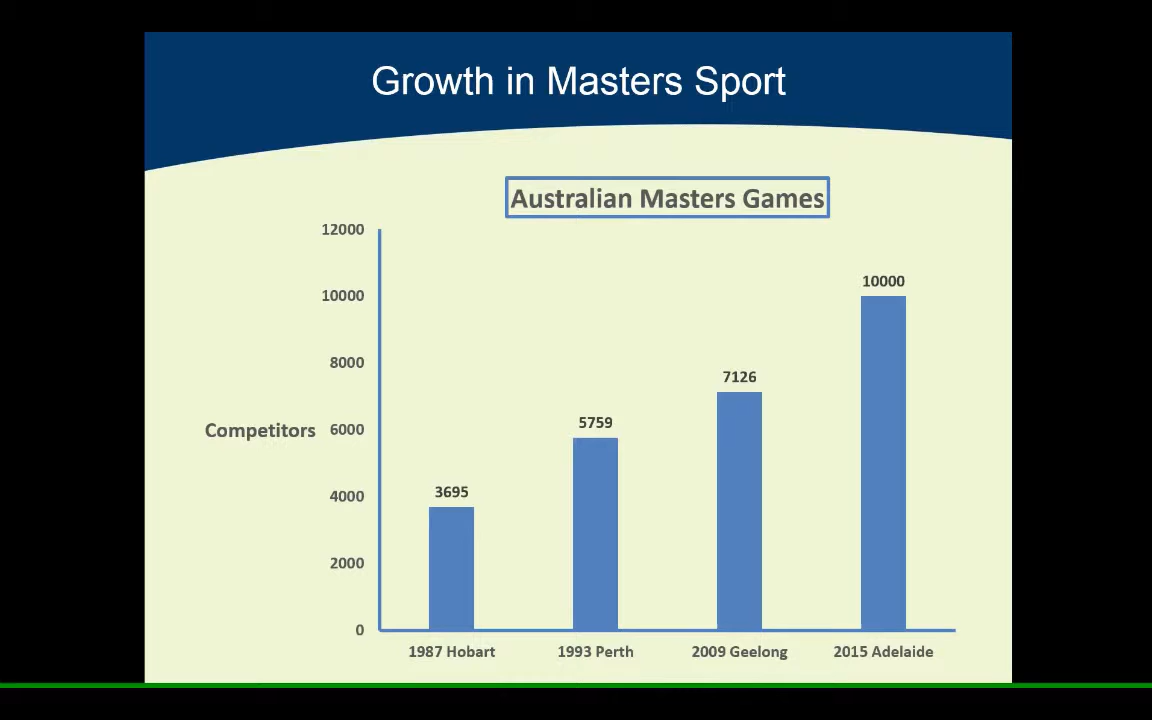 Growth in Masters Sport
Australian Masters Games
12000
10000
8000
Competitors 6000
4000
2000
0
3695
5759
7126
10000
1987 Hobart 1993 Perth 2009 Geelong 2015 Adelaide